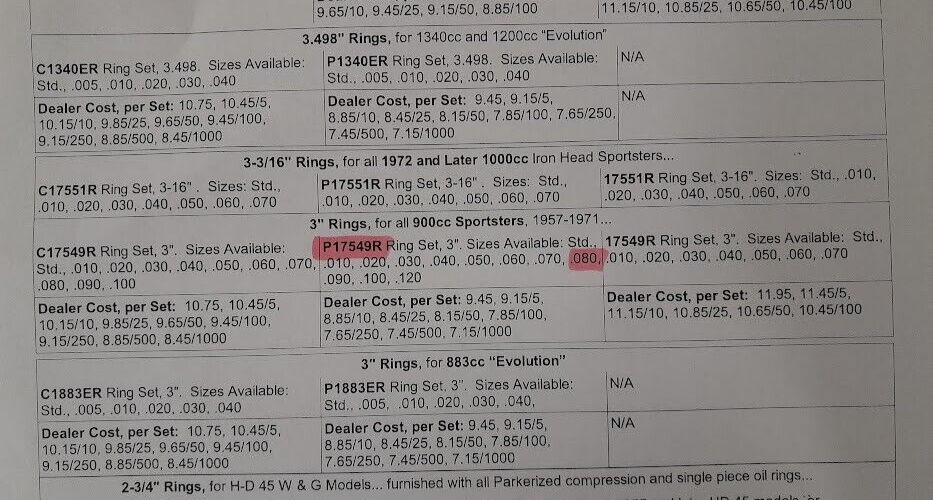 9.65/10, 9.45/25, 9.15/50, 8.85/100
11.15/10, 10.85/25, 10.65/50, 10.45/100
3.498" Rings, for 1340cc and 1200cc "Evolution"
C1340ER Ring Set, 3.498. Sizes Available:
Std., .005, .010, .020, .030, .040
P1340ER Ring Set, 3.498. Sizes Available:
Std., .005, .010, .020, .030, .040
N/A
Dealer Cost, per Set: 10.75, 10.45/5,
10.15/10, 9.85/25, 9.65/50, 9.45/100,
9.15/250, 8.85/500, 8.45/1000
Dealer Cost, per Set: 9.45, 9.15/5,
8.85/10, 8.45/25, 8.15/50, 7.85/100, 7.65/250,
7.45/500, 7.15/1000
N/A
3-3/16" Rings, for all 1972 and Later 1000cc Iron Head Sportsters...
C17551R Ring Set, 3-16" . Sizes: Std.,
.010, .020, .030, .040, .050, .060, .070
P17551R Ring Set, 3-16" . Sizes: Std.,
.010, .020, .030, .040, .050, .060, .070
17551R Ring Set, 3-16". Sizes: Std., .010,
.020, .030, .040, .050, .060, .070
3" Rings, for all 900cc Sportsters, 1957-1971...
C17549R Ring Set, 3". Sizes Available:
Std., .010, .020, .030, .040, .050, .060, .070,
.080, .090, .100
P17549R Ring Set, 3". Sizes Available: Std.,
.010, .020, .030, .040, .050, .060, .070, .080,
.090, .100, .120
17549R Ring Set, 3". Sizes Available: Std.,
.010, .020, .030, .040, .050, .060, .070
Dealer Cost, per Set: 10.75, 10.45/5,
10.15/10, 9.85/25, 9.65/50, 9.45/100,
9.15/250, 8.85/500, 8.45/1000
Dealer Cost, per Set: 9.45, 9.15/5,
8.85/10, 8.45/25, 8.15/50, 7.85/100,
7.65/250, 7.45/500, 7.15/1000
Dealer Cost, per Set: 11.95, 11.45/5,
11.15/10, 10.85/25, 10.65/50, 10.45/100
3" Rings, for 883cc "Evolution"
C1883ER Ring Set, 3". Sizes Available:
Std., .005, .010, .020, .030, .040
P1883ER Ring Set, 3". Sizes Available:
Std., .005, .010, .020, .030, .040,
N/A
Dealer Cost, per Set: 10.75, 10.45/5,
10.15/10, 9.85/25, 9.65/50, 9.45/100,
9.15/250, 8.85/500, 8.45/1000
Dealer Cost, per Set: 9.45, 9.15/5,
8.85/10, 8.45/25, 8.15/50, 7.85/100,
7.65/250, 7.45/500, 7.15/1000
N/A
2-3/4" Rings, for H-D 45 W & G Models... furnished with all Parkerized compression and single piece oil rings...